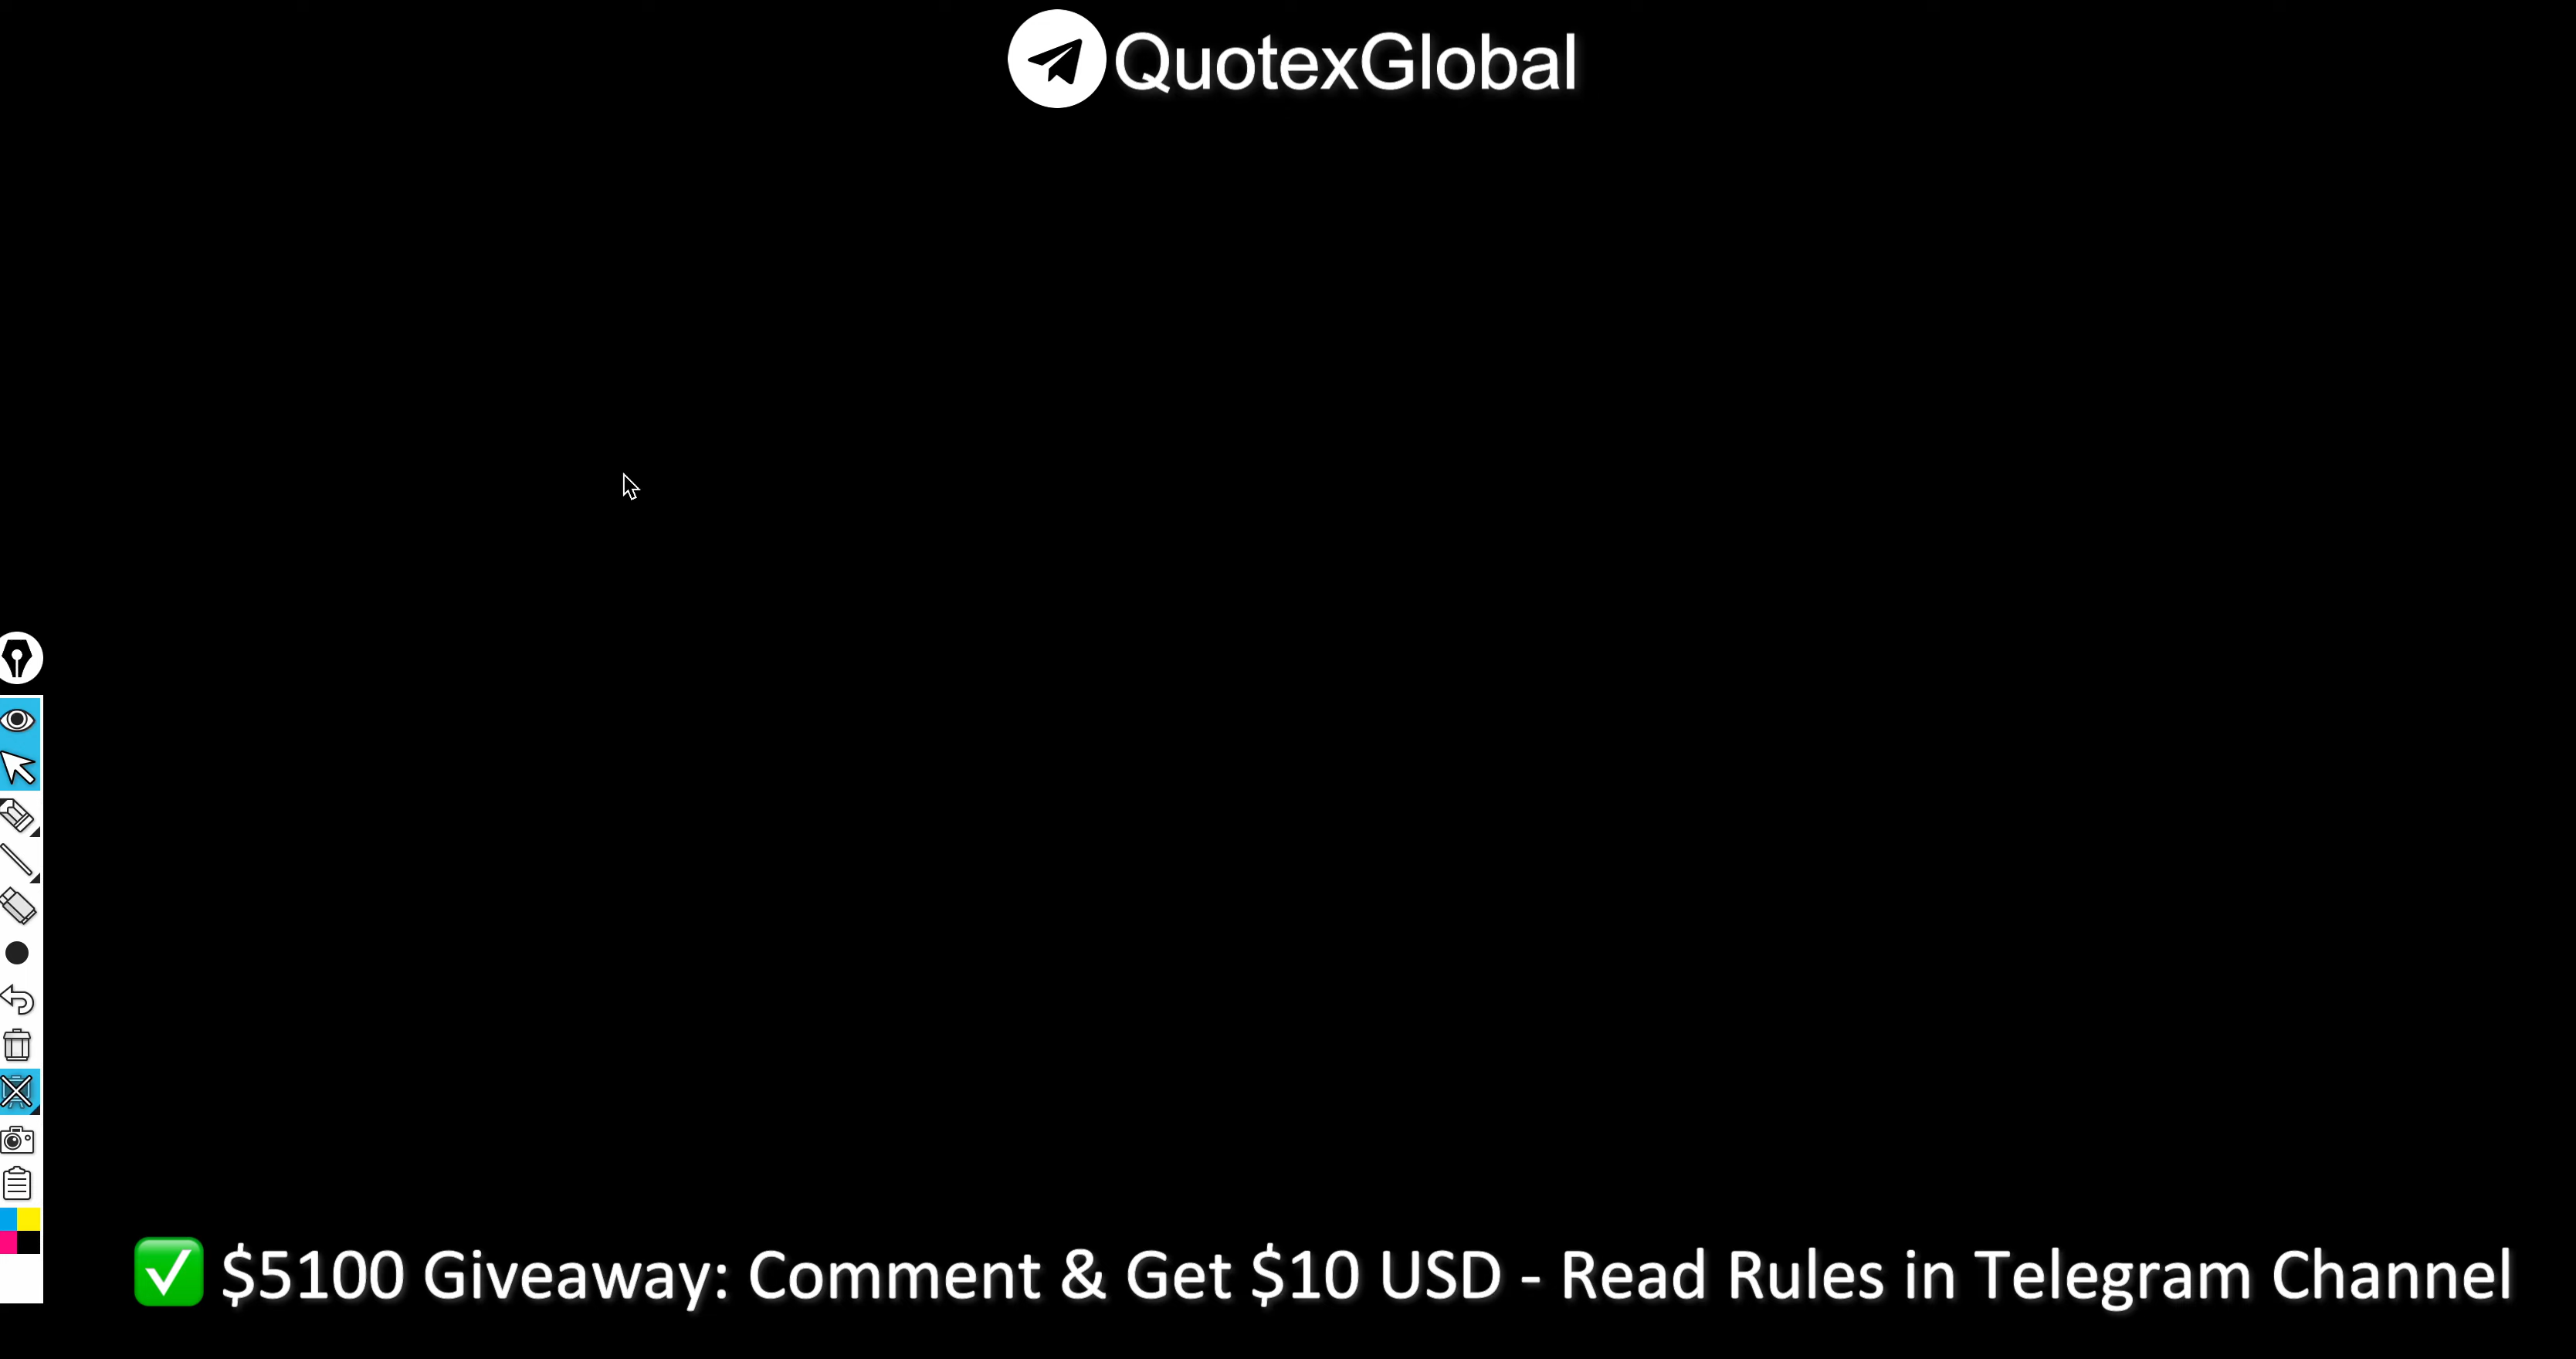 QuotexGlobal
✅ $5100 Giveaway: Comment & Get $10 USD - Read Rules in Telegram Channel